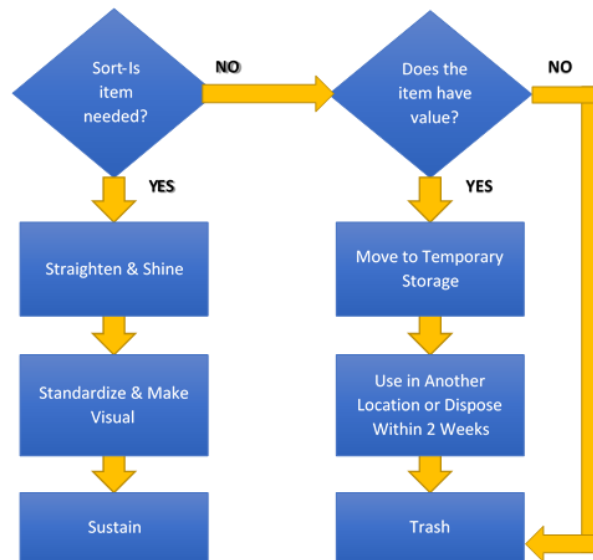 Sort-Is
item
needed?
NO
Does the
item have
value?
NO
YES
YES
Straighten & Shine
Move to Temporary
Storage
Standardize & Make
Visual
Use in Another
Location or Dispose
Within 2 Weeks
Sustain
Trash